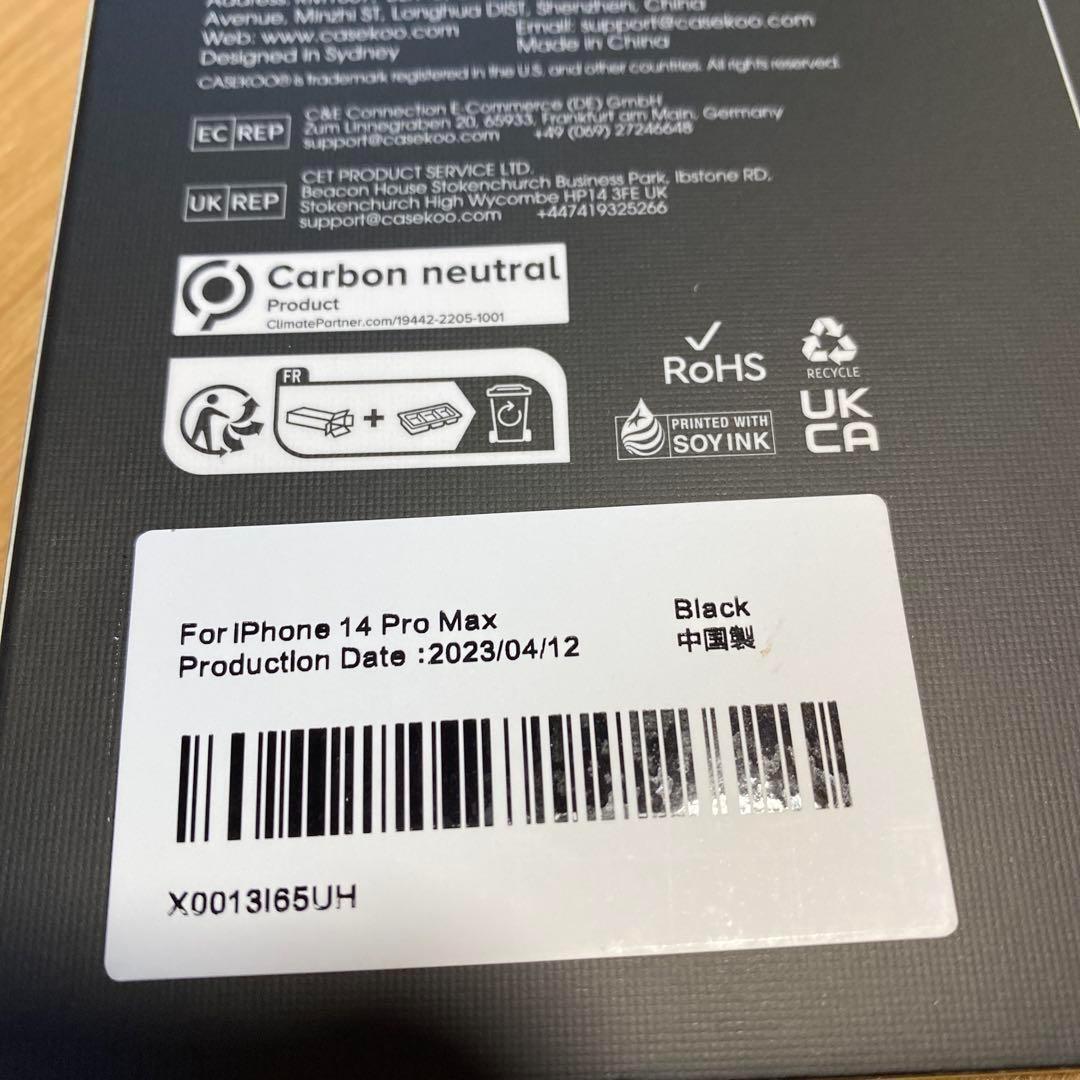 Avenue, Minzhi ST, Longhua DIST, Shenzhen, China
Web: www.casekoo.com Email: support@casekoo.com
Designed in Sydney Made in China
CASEKOO® is trademark registered in the U.S. and other countries. All rights reserved.
EC REP
C&E Connection E-Commerce (DE) GmbH
Zum Linnegraben 20, 65933, Frankfurt am Main, Germany
support@casekoo.com +49 (069) 27246648
UK REP
CET PRODUCT SERVICE LTD.
Beacon House Stokenchurch Business Park, Ibstone RD,
Stokenchurch High Wycombe HP14 3FE UK
support@casekoo.com +447419325266
Carbon neutral
Product
ClimatePartner.com/19442-2205-1001
FR
RoHS
RECYCLE
PRINTED WITH
SOY INK
UK
CA
For iPhone 14 Pro Max Black
Production Date :2023/04/12 中国製
X0013I65UH